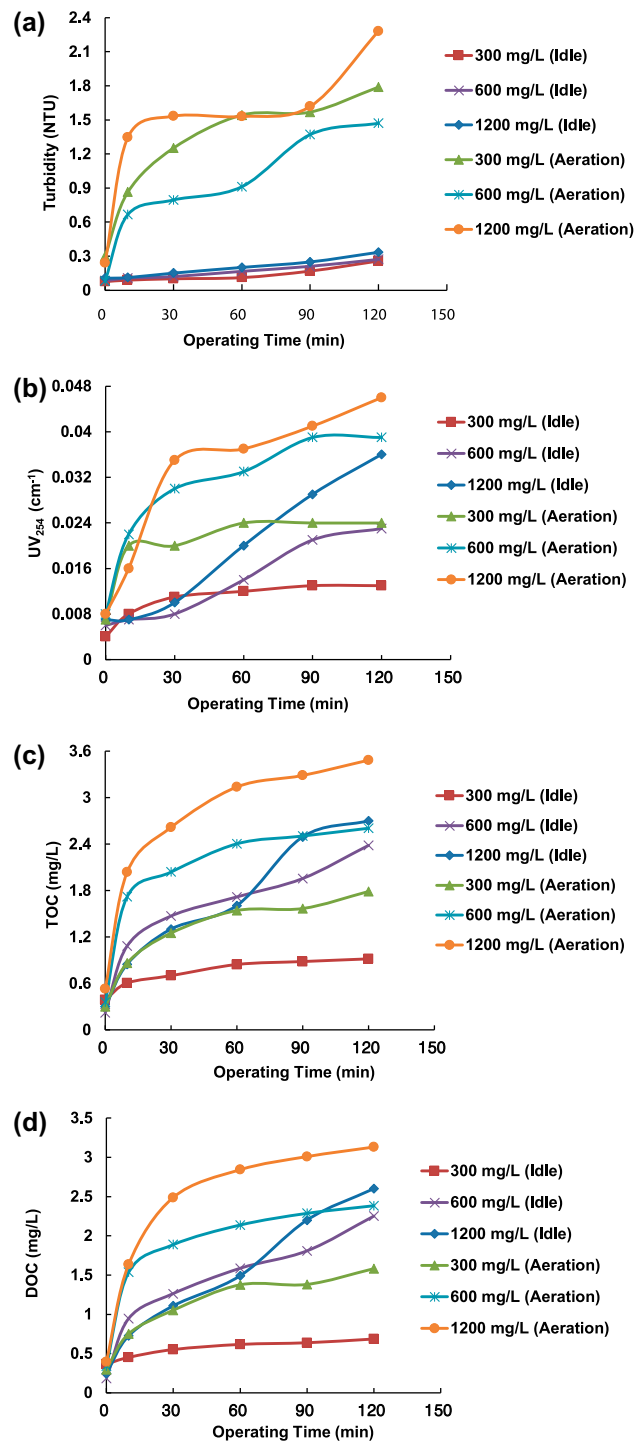 (a)
2.4
2.1
1.8
1.5
1.2
0.9
0.6
0.3
0
Turbidity (NTU)
0 30 60 90 120 150
Operating Time (min)
300 mg/L (Idle)
600 mg/L (Idle)
1200 mg/L (Idle)
300 mg/L (Aeration)
600 mg/L (Aeration)
1200 mg/L (Aeration)
(b)
0.048
0.04
0.032
0.024
0.016
0.008
0
UV254 (cm-1)
0 30 60 90 120 150
Operating Time (min)
300 mg/L (Idle)
600 mg/L (Idle)
1200 mg/L (Idle)
300 mg/L (Aeration)
600 mg/L (Aeration)
1200 mg/L (Aeration)
(c)
3.6
3
2.4
1.8
1.2
0.6
0
TOC (mg/L)
0 30 60 90 120 150
Operating Time (min)
300 mg/L (Idle)
600 mg/L (Idle)
1200 mg/L (Idle)
300 mg/L (Aeration)
600 mg/L (Aeration)
1200 mg/L (Aeration)
(d)
3.5
3
2.5
2
1.5
1
0.5
0
DOC (mg/L)
0 30 60 90 120 150
Operating Time (min)
300 mg/L (Idle)
600 mg/L (Idle)
1200 mg/L (Idle)
300 mg/L (Aeration)
600 mg/L (Aeration)
1200 mg/L (Aeration)